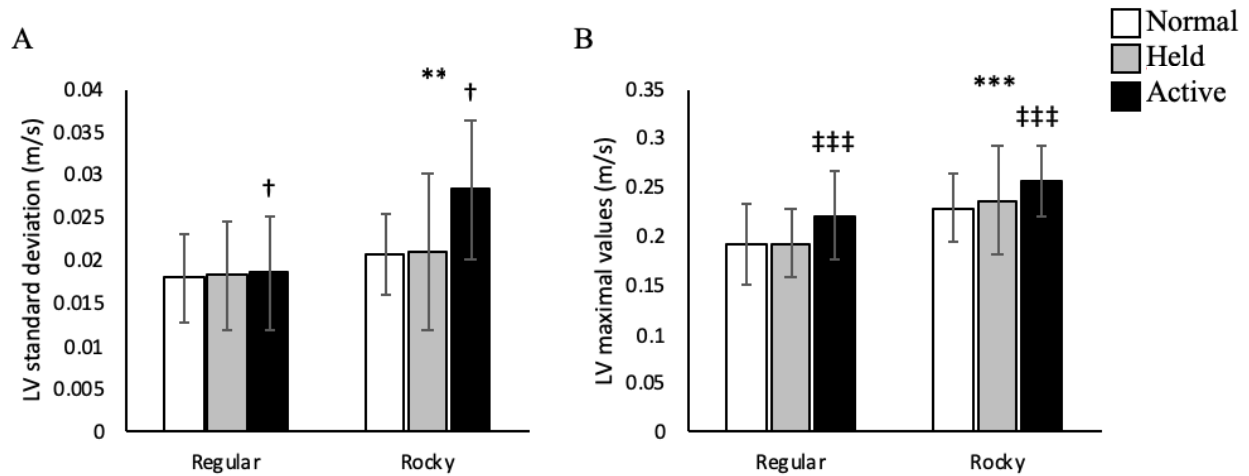 A
LV standard deviation (m/s)
0.04
0.035
0.03
0.025
0.02
0.015
0.01
0.005
0
**
†
†
Regular
Rocky
B
LV maximal values (m/s)
0.35
0.3
0.25
0.2
0.15
0.1
0.05
0
***
‡‡‡
‡‡‡
Regular
Rocky
Normal
Held
Active